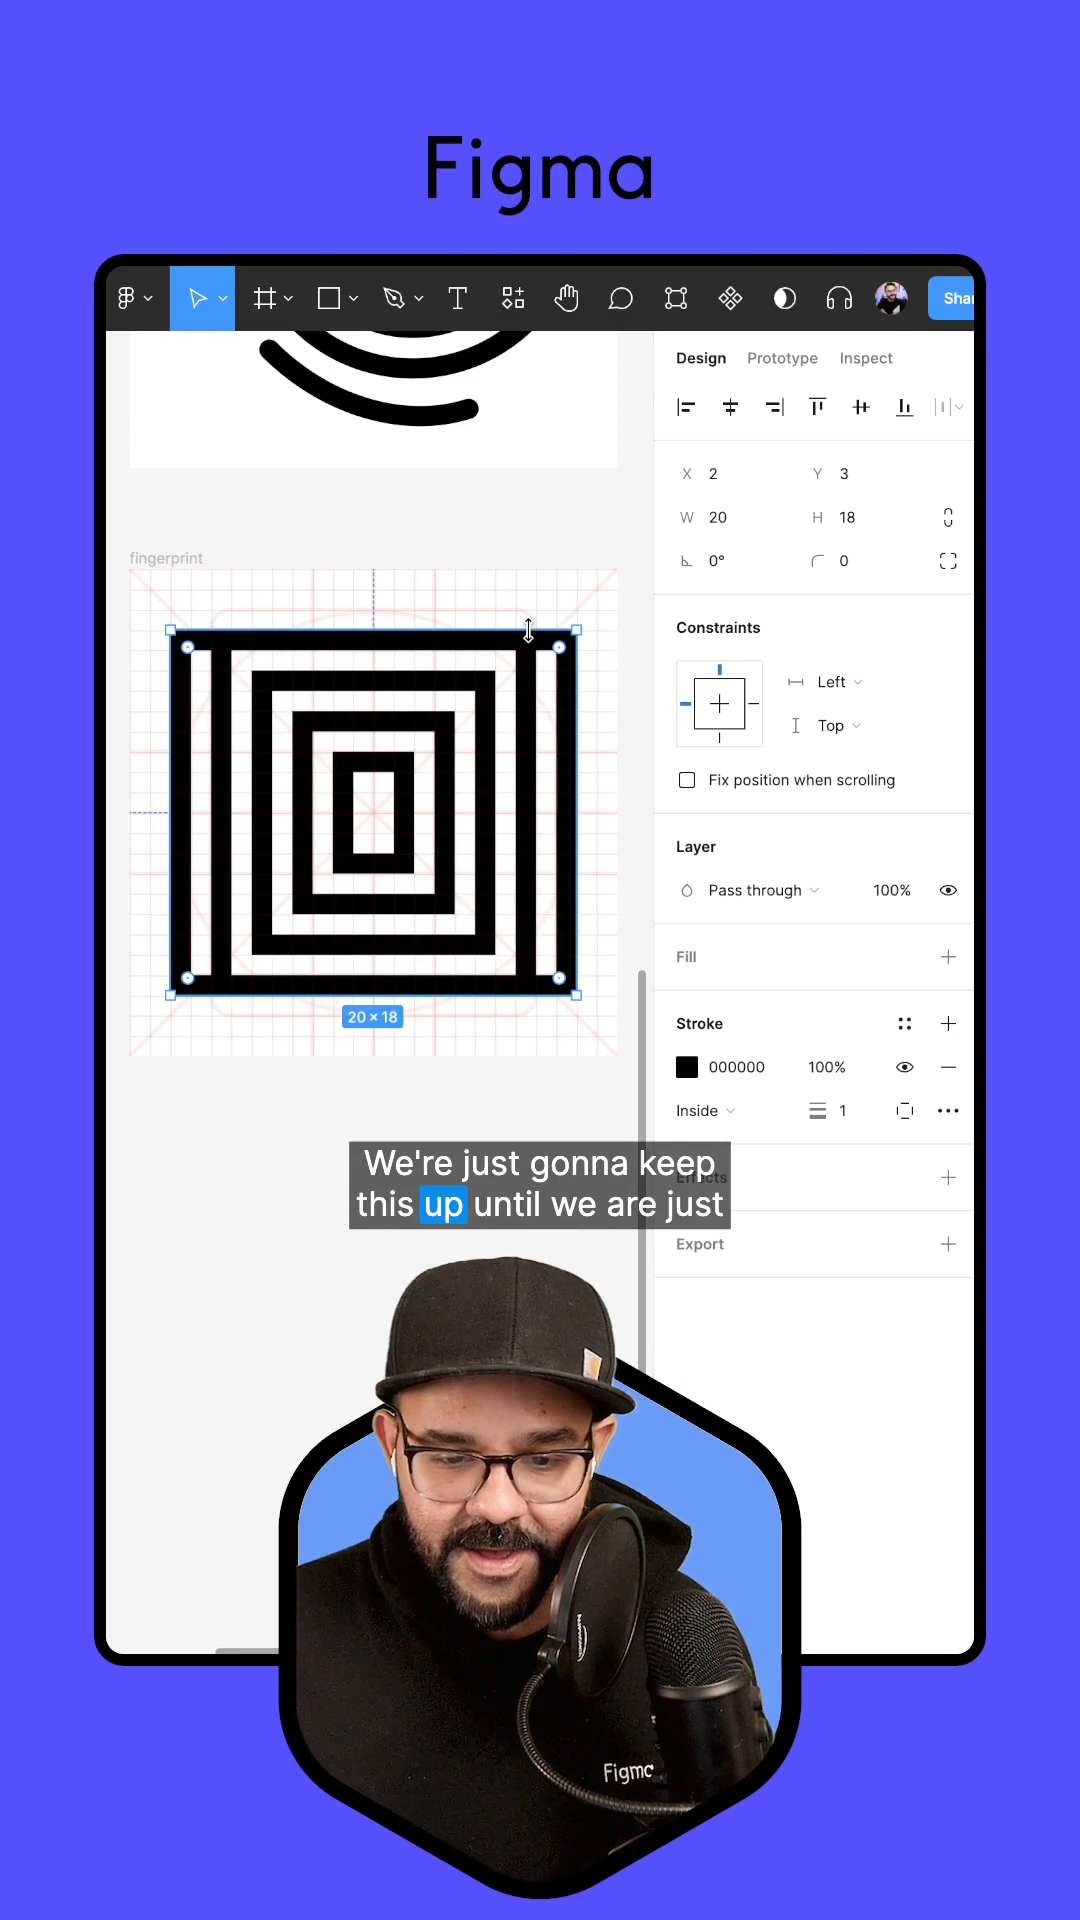 Figma
Shar
Design Prototype Inspect
X 2 Y 3
W 20 H 18
0° 0
fingerprint
Constraints
Left
Top
Fix position when scrolling
Layer
Pass through 100%
Fill
20 × 18
Stroke
000000 100%
Inside 1
We're just gonna keep
this up until we are just
Effects
Export
Figma